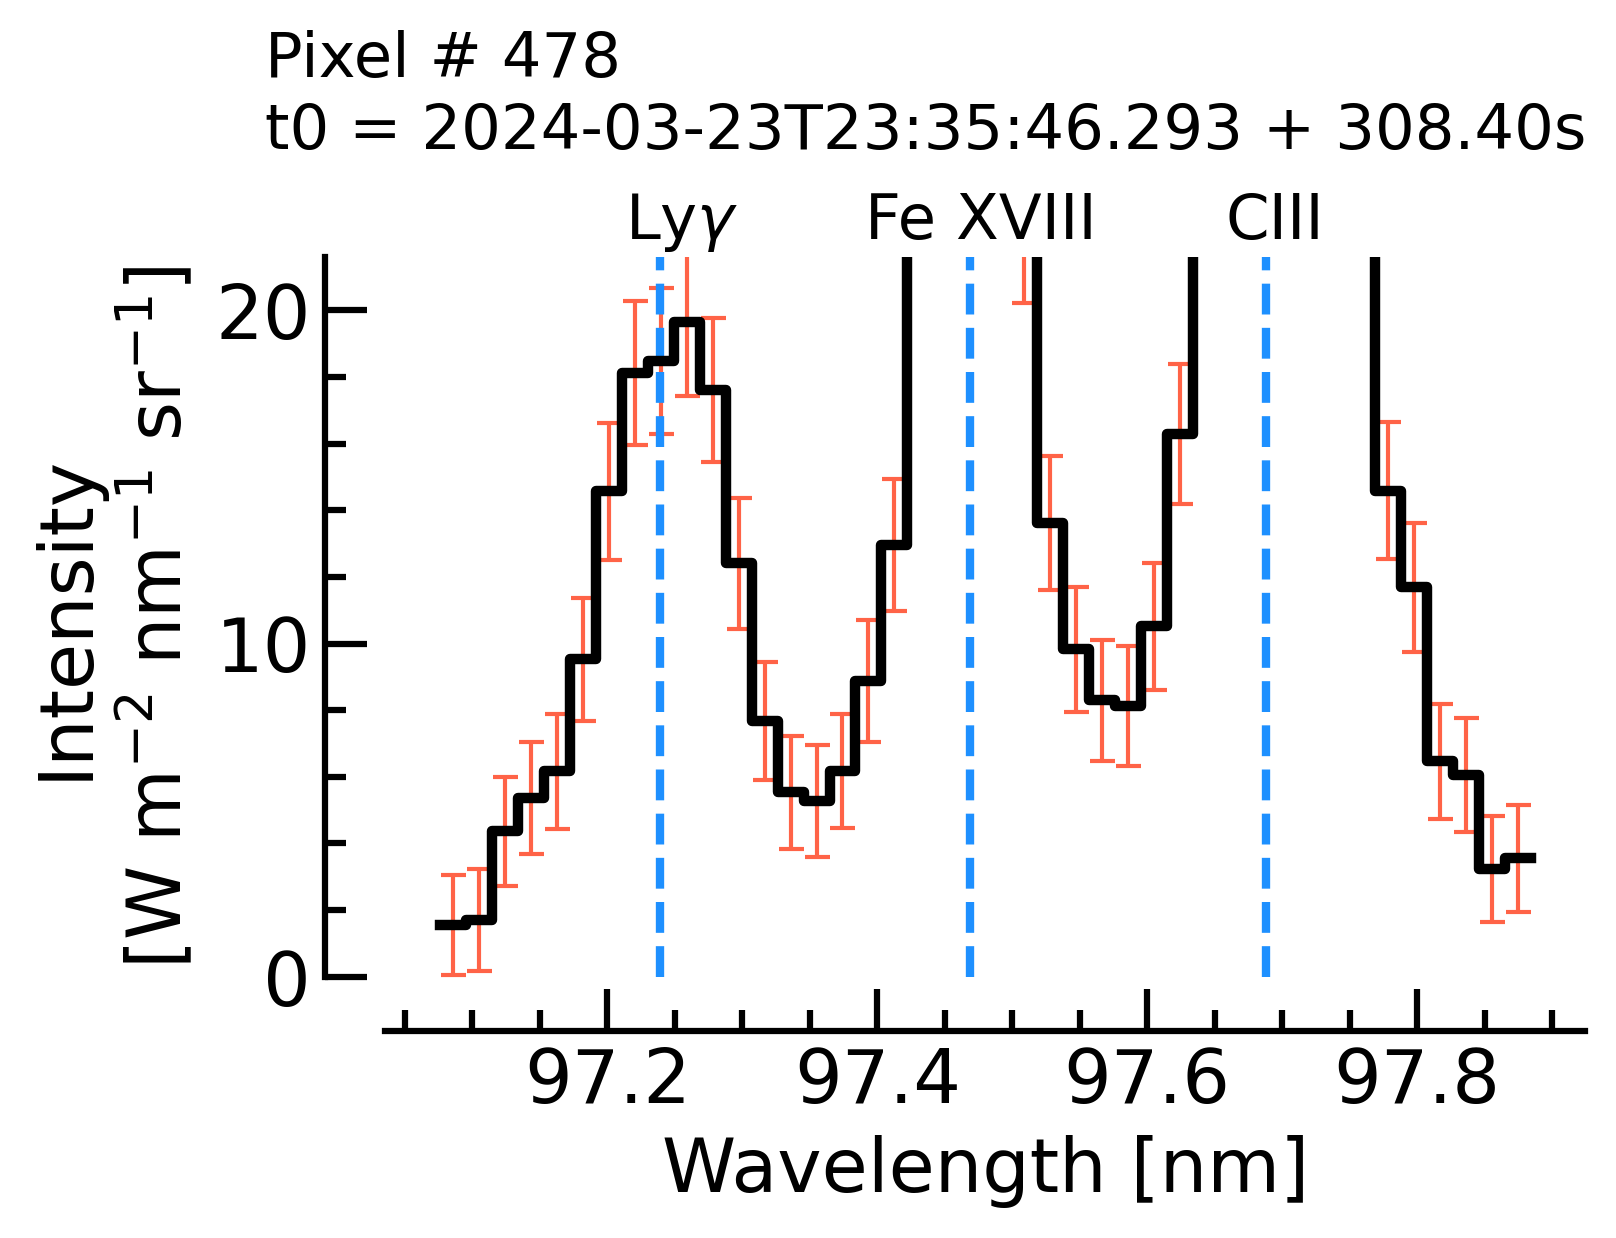 Pixel # 478
t0 = 2024-03-23T23:35:46.293 + 308.40s
Lyγ Fe XVIII CIII
Intensity
[W m⁻² nm⁻¹ sr⁻¹]
20
10
0
97.2 97.4 97.6 97.8
Wavelength [nm]